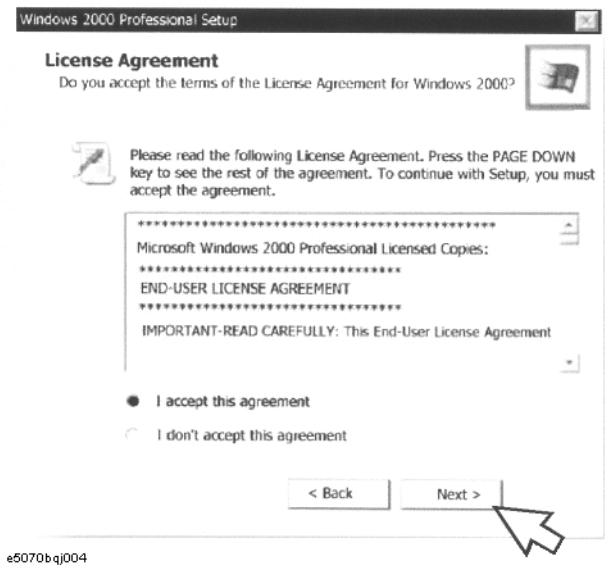 Windows 2000 Professional Setup
License Agreement
Do you accept the terms of the License Agreement for Windows 2000?
Please read the following License Agreement. Press the PAGE DOWN
key to see the rest of the agreement. To continue with Setup, you must
accept the agreement.
********************************************
Microsoft Windows 2000 Professional Licensed Copies:
*********************************
END-USER LICENSE AGREEMENT
*********************************
IMPORTANT-READ CAREFULLY: This End-User License Agreement
I accept this agreement
I don't accept this agreement
< Back
Next >
e5070bqj004